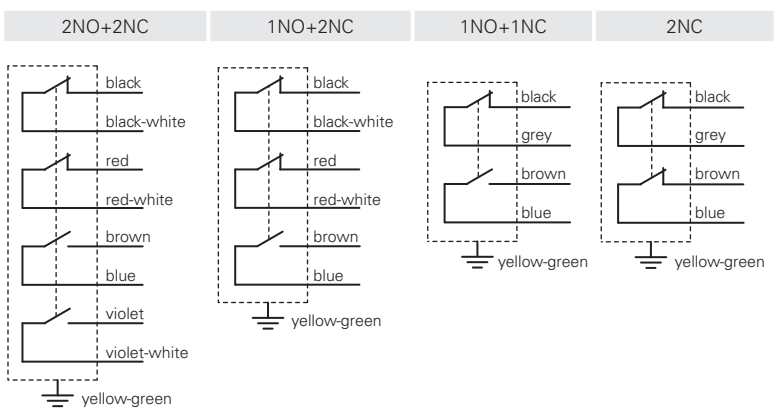 2NO+2NC
1NO+2NC
1NO+1NC
2NC
black
black-white
red
red-white
brown
blue
violet
violet-white
yellow-green
black
black-white
red
red-white
brown
blue
yellow-green
black
grey
brown
blue
yellow-green
black
grey
brown
blue
yellow-green